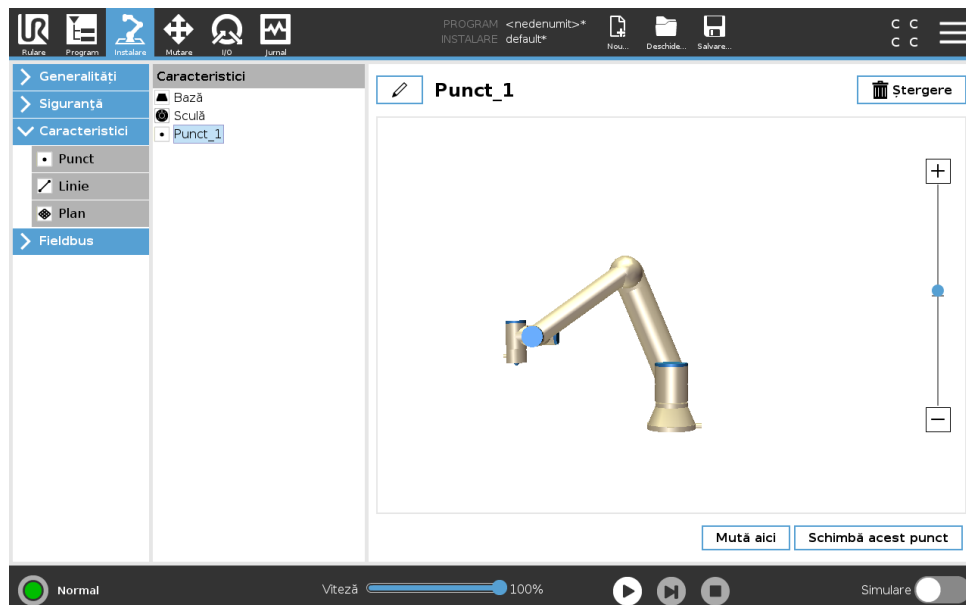 PROGRAM <nedenumit>*
INSTALARE default*
Rulare Program Instalare Mutare I/O Jurnal Nou... Deschide... Salvare...
C C
C C
Generalități
Siguranță
Caracteristici
Punct
Linie
Plan
Fieldbus
Caracteristici
Bază
Sculă
Punct_1
Punct_1
Ștergere
Mută aici Schimbă acest punct
Normal Viteză 100% Simulare